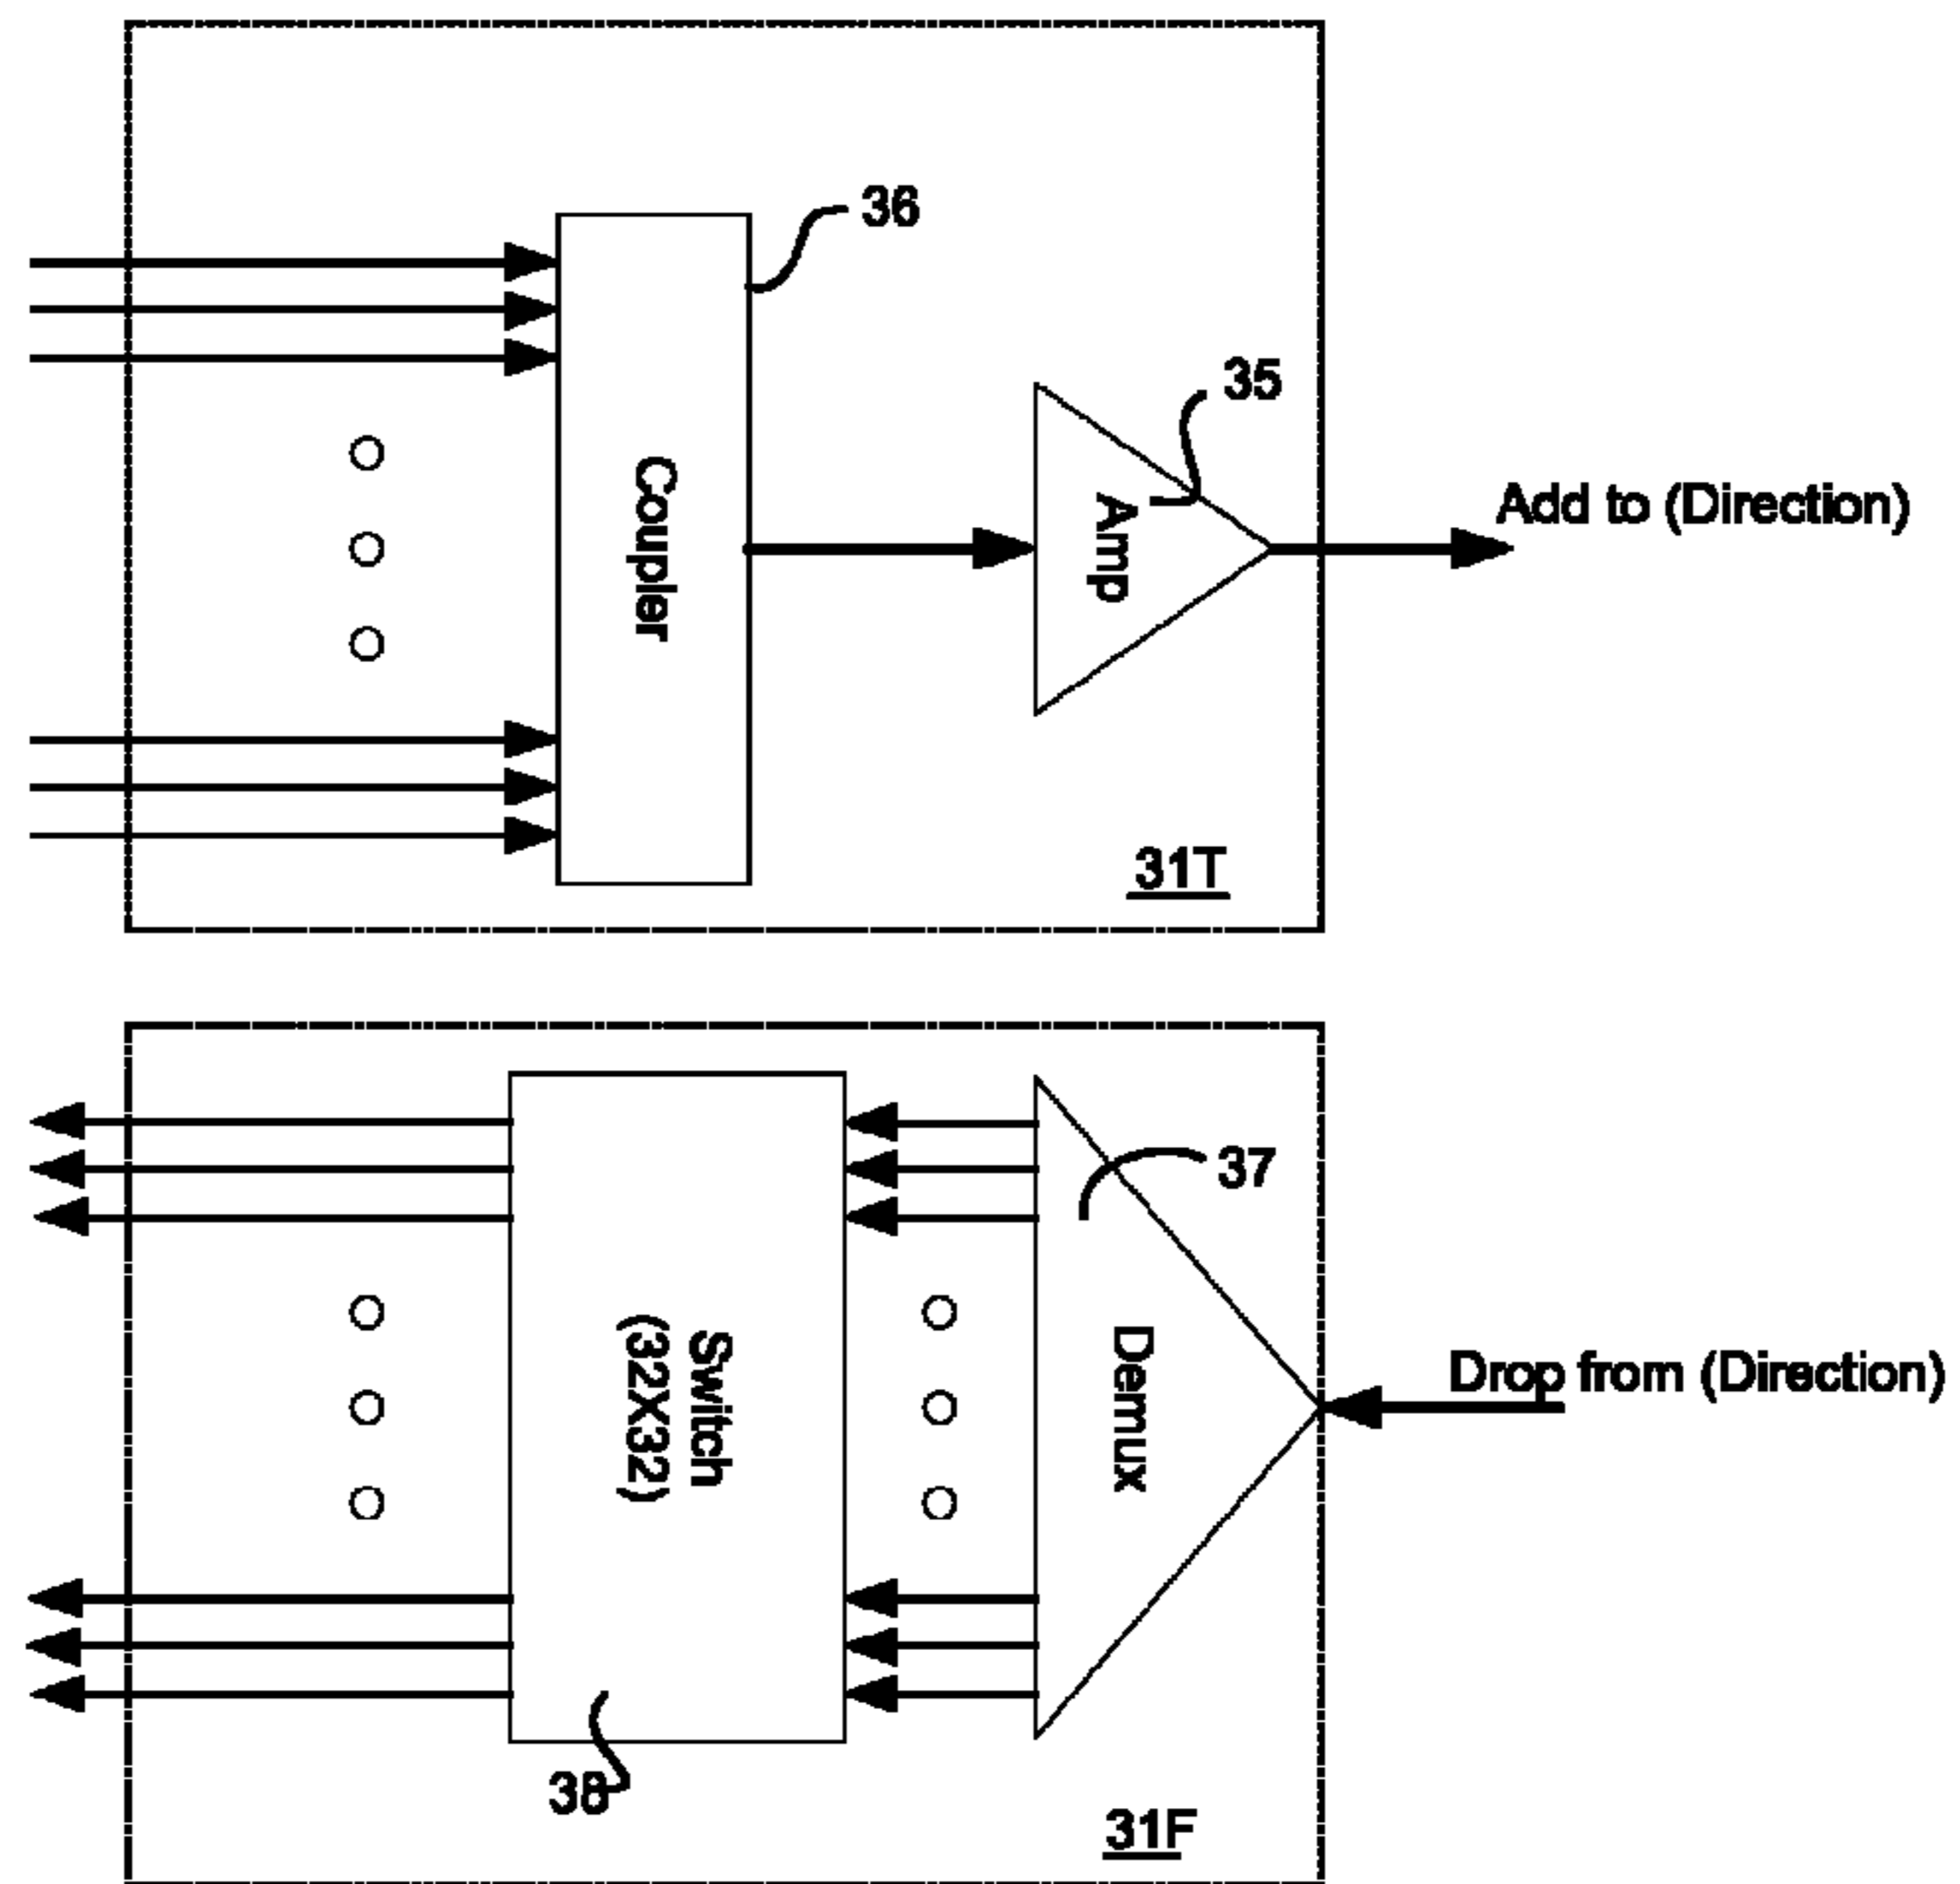 36
35
Add to (Direction)
Coupler
Amp
31T
37
Drop from (Direction)
Switch
(32X32)
Demux
38
31F